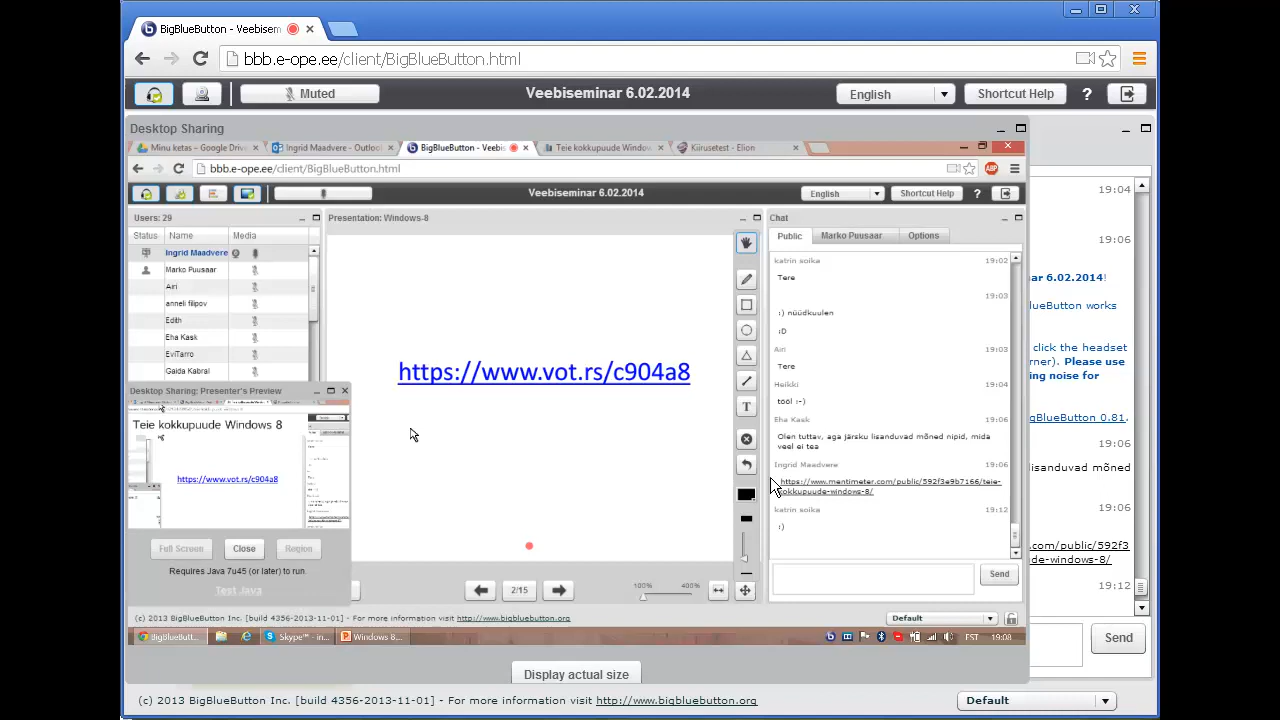 BigBlueButton - Veebisem
bbb.e-ope.ee/client/BigBlueButton.html
Muted
Veebiseminar 6.02.2014
English
Shortcut Help
?
Desktop Sharing
Minu ketas – Google Drive
Ingrid Maadvere - Outlool
BigBlueButton - Veebis
Teie kokkupuude Window
Kiirusetest - Elion
bbb.e-ope.ee/client/BigBlueButton.html
ABP
Veebiseminar 6.02.2014
English
Shortcut Help
?
Users: 29
Status Name Media
Ingrid Maadvere
Marko Puusaar
Airi
anneli filipov
Edith
Eha Kask
EviTarro
Gaida Kabral
Desktop Sharing: Presenter's Preview
Teie kokkupuude Windows 8
https://www.vot.rs/c904a8
Full Screen
Close
Region
Requires Java 7u45 (or later) to run.
Test Java
Presentation: Windows-8
https://www.vot.rs/c904a8
T
2/15
100% 400%
Chat
Public
Marko Puusaar
Options
katrin soika 19:02
Tere
19:03
:) nüüdkuulen
:D
Airi 19:03
Tere
Heikki 19:04
tööl :-)
Eha Kask 19:06
Olen tuttav, aga järsku lisanduvad mõned nipid, mida
veel ei tea
Ingrid Maadvere 19:06
https://www.mentimeter.com/public/592f3e9b7166/teie-
kokkupuude-windows-8/
katrin soika 19:12
:)
Send
(c) 2013 BigBlueButton Inc. [build 4356-2013-11-01] - For more information visit http://www.bigbluebutton.org
Default
BigBlueButt...
Skype™ - in...
Windows 8...
EST
19:08
Display actual size
19:04
19:06
ar 6.02.2014!
eButton works
click the headset
rner). Please use
ng noise for
gBlueButton 0.81.
19:06
sanduvad mõned
19:06
om/public/592f3
e-windows-8/
19:12
Send
(c) 2013 BigBlueButton Inc. [build 4356-2013-11-01] - For more information visit http://www.bigbluebutton.org
Default